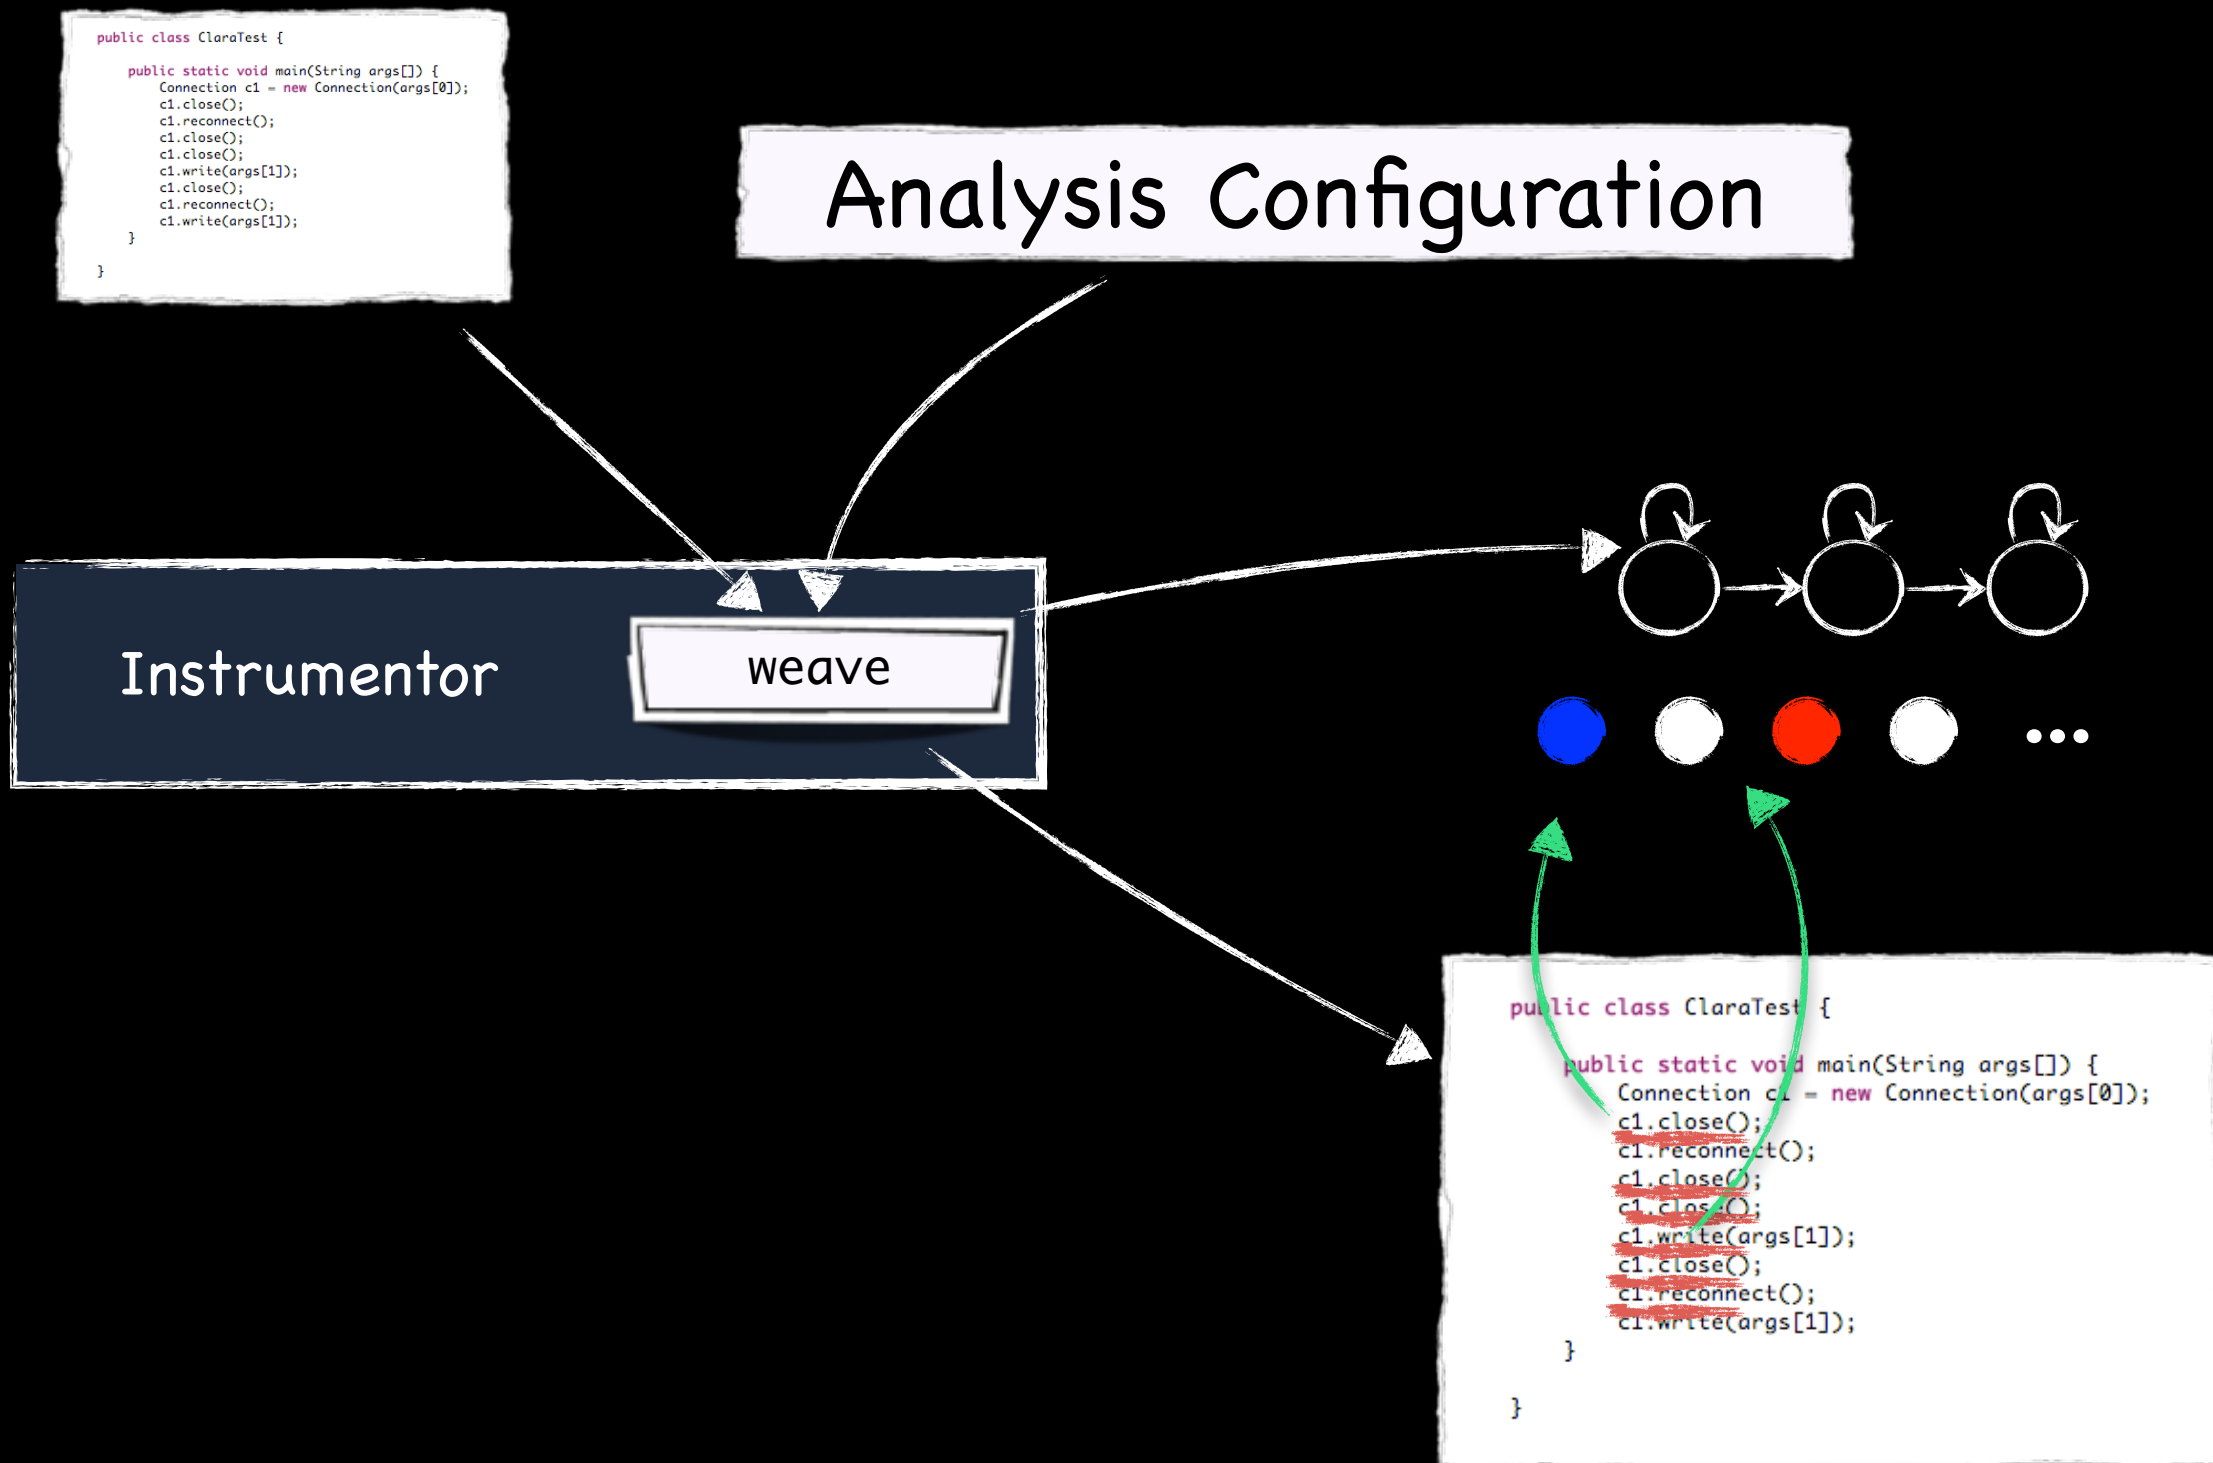 public class ClaraTest {
public static void main(String args[]) {
Connection c1 = new Connection(args[0]);
c1.close();
c1.reconnect();
c1.close();
c1.close();
c1.write(args[1]);
c1.close();
c1.reconnect();
c1.write(args[1]);
}
}
Analysis Configuration
Instrumentor
weave
...
public class ClaraTest {
public static void main(String args[]) {
Connection c1 = new Connection(args[0]);
c1.close();
c1.reconnect();
c1.close();
c1.close();
c1.write(args[1]);
c1.close();
c1.reconnect();
c1.write(args[1]);
}
}